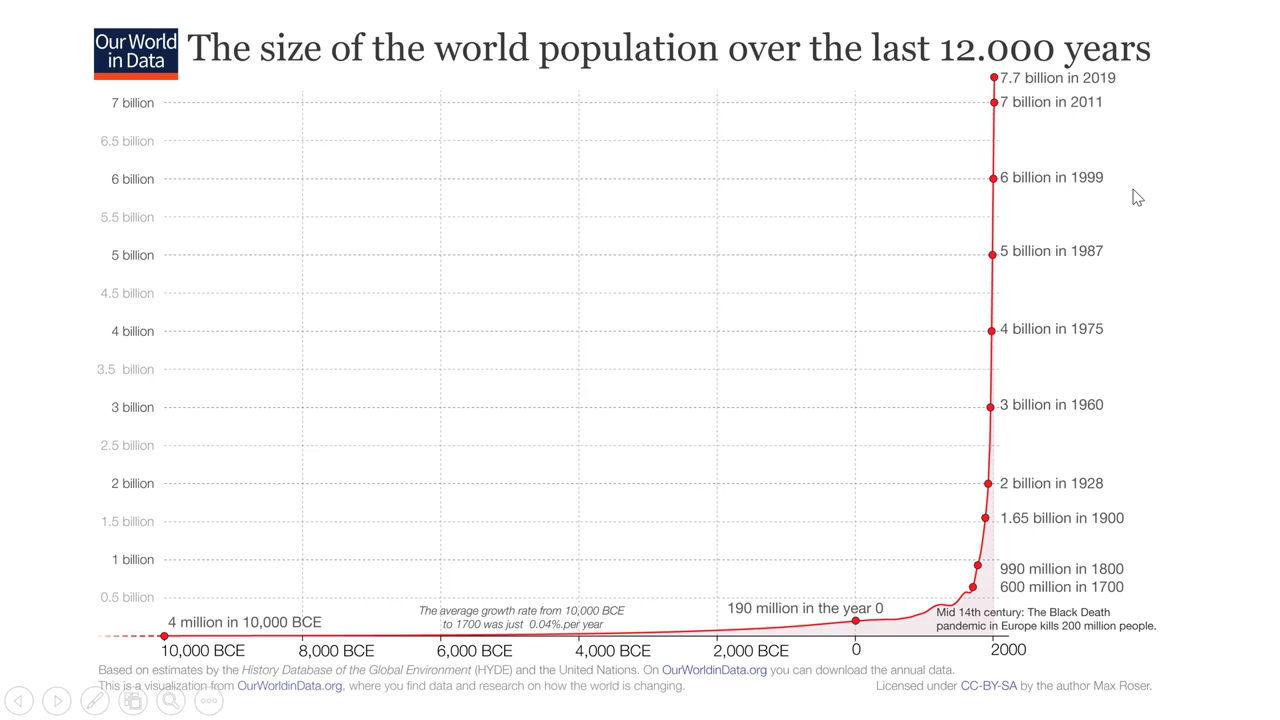 Our World
in Data
The size of the world population over the last 12.000 years
7.7 billion in 2019
7 billion
7 billion in 2011
6.5 billion
6 billion
6 billion in 1999
5.5 billion
5 billion
5 billion in 1987
4.5 billion
4 billion
4 billion in 1975
3.5 billion
3 billion
3 billion in 1960
2.5 billion
2 billion
2 billion in 1928
1.5 billion
1.65 billion in 1900
1 billion
990 million in 1800
600 million in 1700
0.5 billion
The average growth rate from 10,000 BCE
to 1700 was just 0.04% per year
190 million in the year 0
Mid 14th century: The Black Death
pandemic in Europe kills 200 million people.
4 million in 10,000 BCE
10,000 BCE
8,000 BCE
6,000 BCE
4,000 BCE
2,000 BCE
0
2000
Based on estimates by the History Database of the Global Environment (HYDE) and the United Nations. On OurWorldinData.org you can download the annual data.
This is a visualization from OurWorldinData.org, where you find data and research on how the world is changing.
Licensed under CC-BY-SA by the author Max Roser.